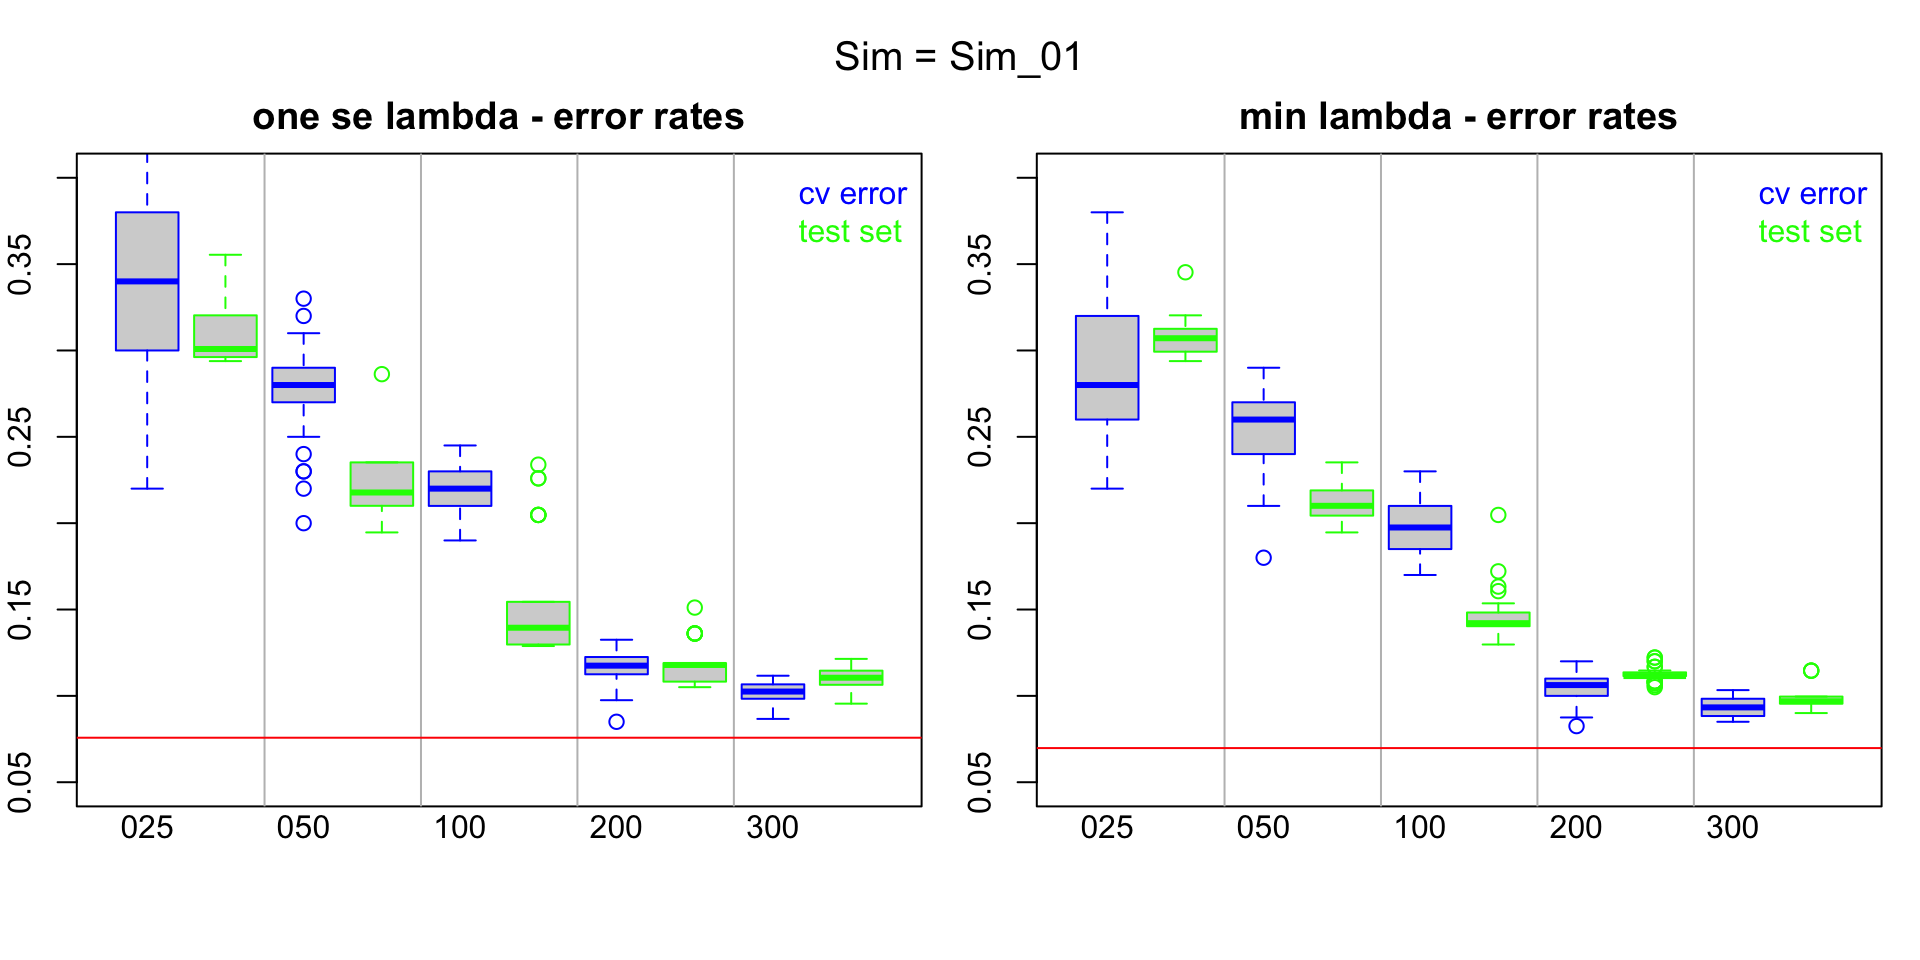 Sim = Sim_01
one se lambda - error rates
cv error
test set
0.35
0.25
0.15
0.05
025 050 100 200 300
min lambda - error rates
cv error
test set
0.35
0.25
0.15
0.05
025 050 100 200 300